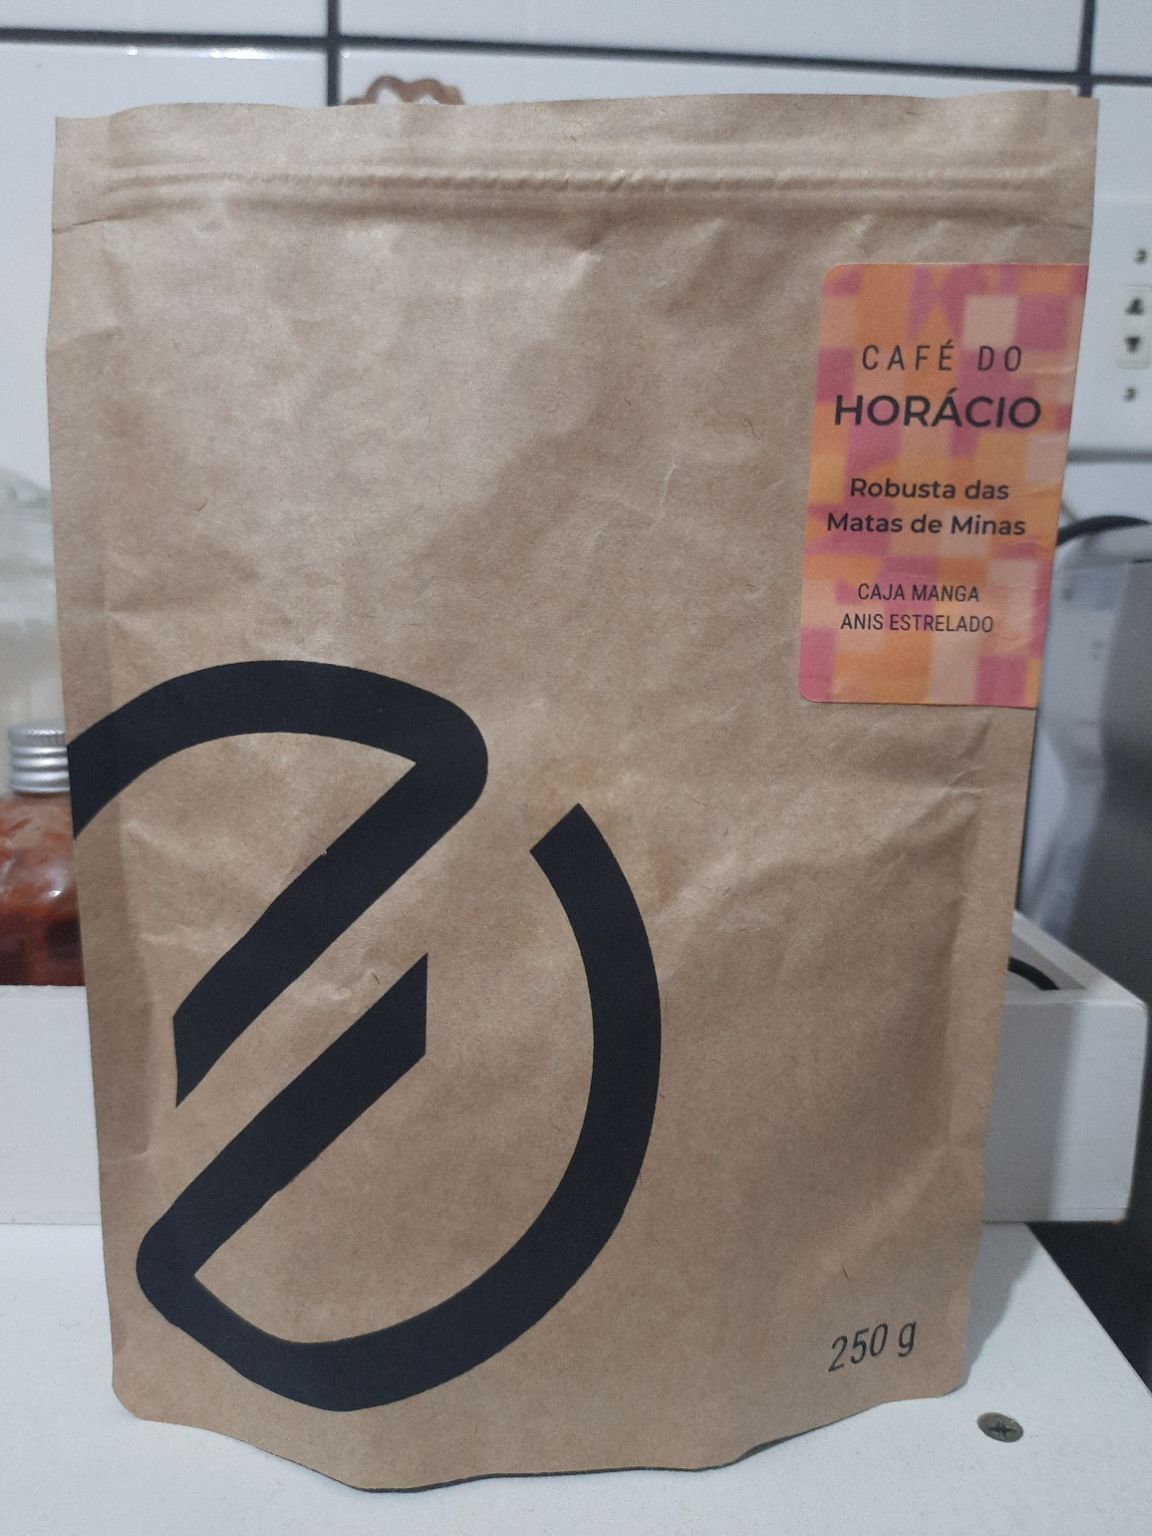 CAFÉ DO
HORÁCIO
Robusta das
Matas de Minas
CAJA MANGA
ANIS ESTRELADO
250 g